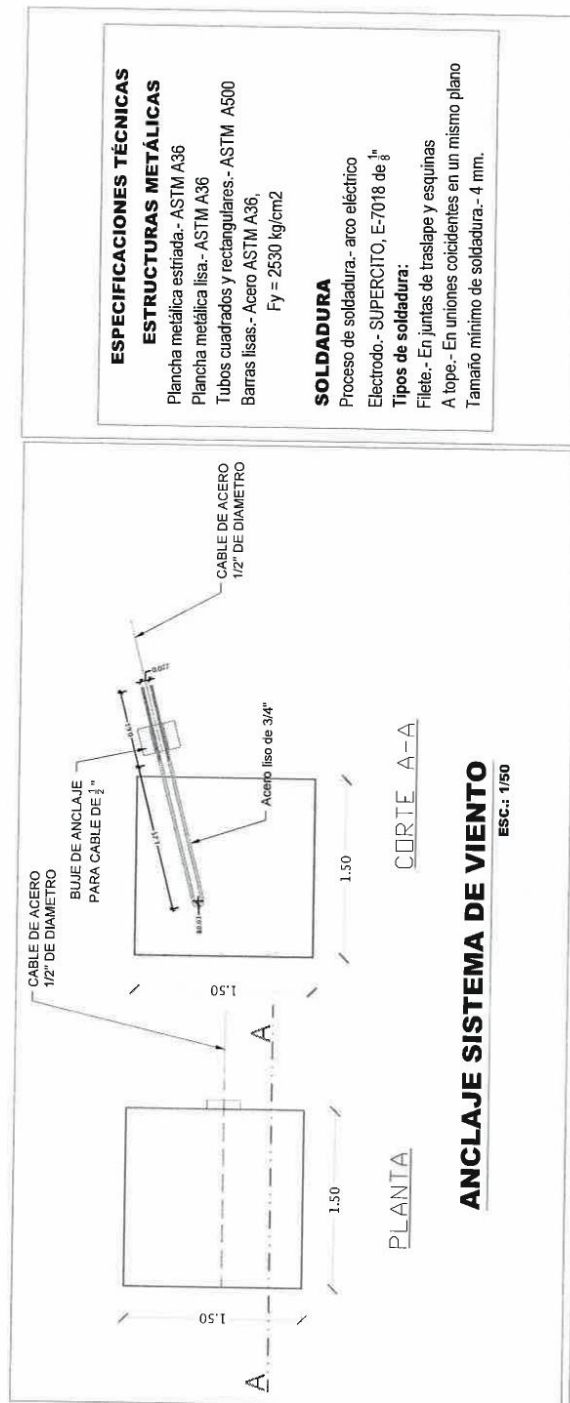 ESPECIFICACIONES TÉCNICAS
ESTRUCTURAS METÁLICAS
Plancha metálica estriada.- ASTM A36
Plancha metálica lisa.- ASTM A36
Tubos cuadrados y rectangulares.- ASTM A500
Barras lisas.- Acero ASTM A36,
Fy = 2530 kg/cm2
SOLDADURA
Proceso de soldadura.- arco eléctrico
Electrodo.- SUPERCITO, E-7018 de 1/8"
Tipos de soldadura:
Filete.- En juntas de traslape y esquinas
A tope.- En uniones coicidentes en un mismo plano
Tamaño mínimo de soldadura.- 4 mm.
CABLE DE ACERO
1/2" DE DIAMETRO
1.50
1.50
A
A
PLANTA
BUJE DE ANCLAJE
PARA CABLE DE 1/2"
CABLE DE ACERO
1/2" DE DIAMETRO
0.63
1.25
Acero liso de 3/4"
1.50
1.50
CORTE A-A
ANCLAJE SISTEMA DE VIENTO
ESC.: 1/50